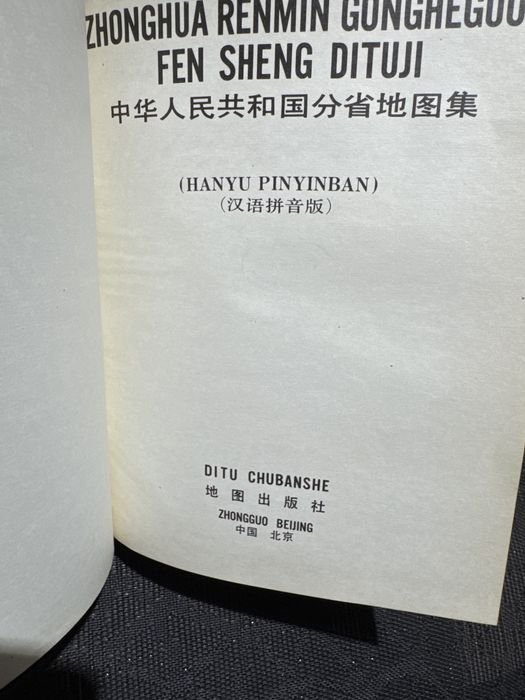 ZHONGHUA RENMIN GONGHEGUO
FEN SHENG DITUJI
中华人民共和国分省地图集
(HANYU PINYINBAN)
(汉语拼音版)
DITU CHUBANSHE
地图出版社
ZHONGGUO BEIJING
中国 北京